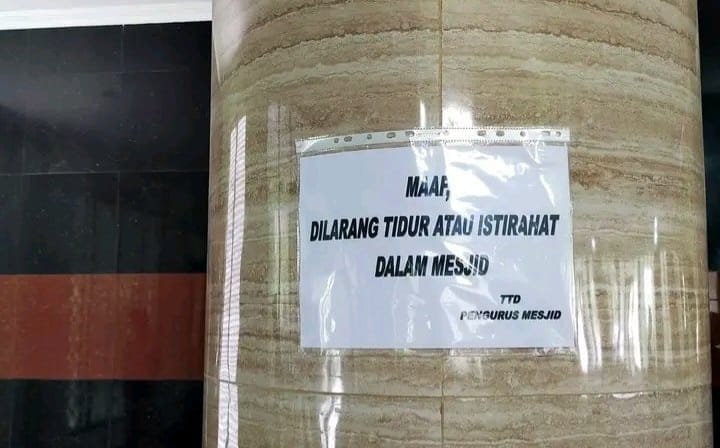 MAAF,
DILARANG TIDUR ATAU ISTIRAHAT
DALAM MESJID
TTD
PENGURUS MESJID